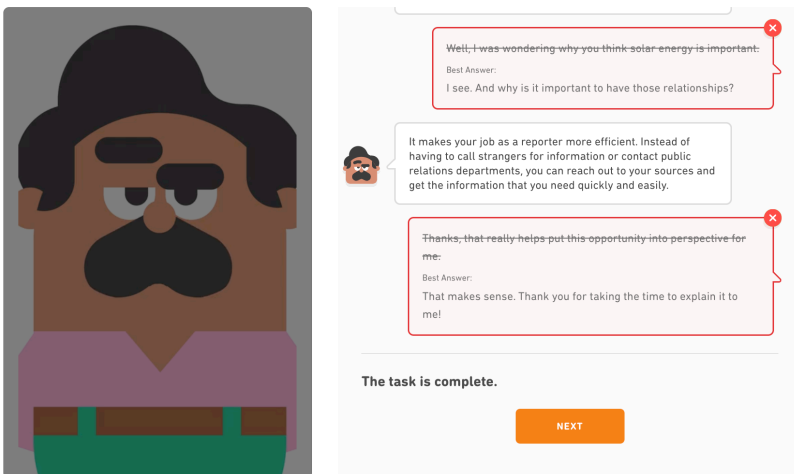 Well, I was wondering why you think solar energy is important.
Best Answer:
I see. And why is it important to have those relationships?
It makes your job as a reporter more efficient. Instead of
having to call strangers for information or contact public
relations departments, you can reach out to your sources and
get the information that you need quickly and easily.
Thanks, that really helps put this opportunity into perspective for
me.
Best Answer:
That makes sense. Thank you for taking the time to explain it to
me!
The task is complete.
NEXT